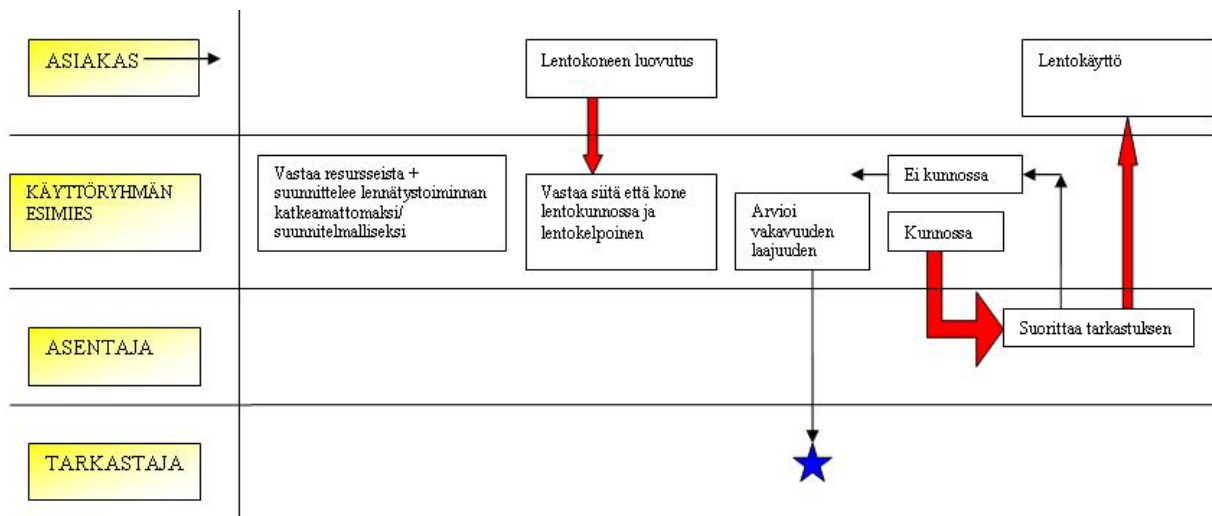 ASIAKAS
Lentokoneen luovutus
Lentokäyttö
KÄYTTÖRYHMÄN
ESIMIES
Vastaa resursseista +
suunnittelee lennätystoiminnan
katkeamattomaksi/
suunnitelmalliseksi
Vastaa siitä että kone
lentokunnossa ja
lentokelpoinen
Arvioi
vakavuuden
laajuuden
Ei kunnossa
Kunnossa
ASENTAJA
Suorittaa tarkastuksen
TARKASTAJA